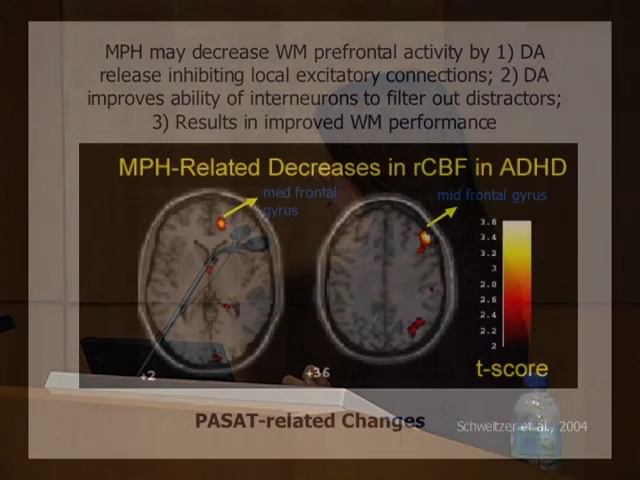 MPH may decrease WM prefrontal activity by 1) DA
release inhibiting local excitatory connections; 2) DA
improves ability of interneurons to filter out distractors;
3) Results in improved WM performance
MPH-Related Decreases in rCBF in ADHD
med frontal
gyrus
mid frontal gyrus
3.6
3.4
3.2
3
2.8
2.6
2.4
2.2
2
t-score
+2
+36
PASAT-related Changes
Schweitzer et al., 2004